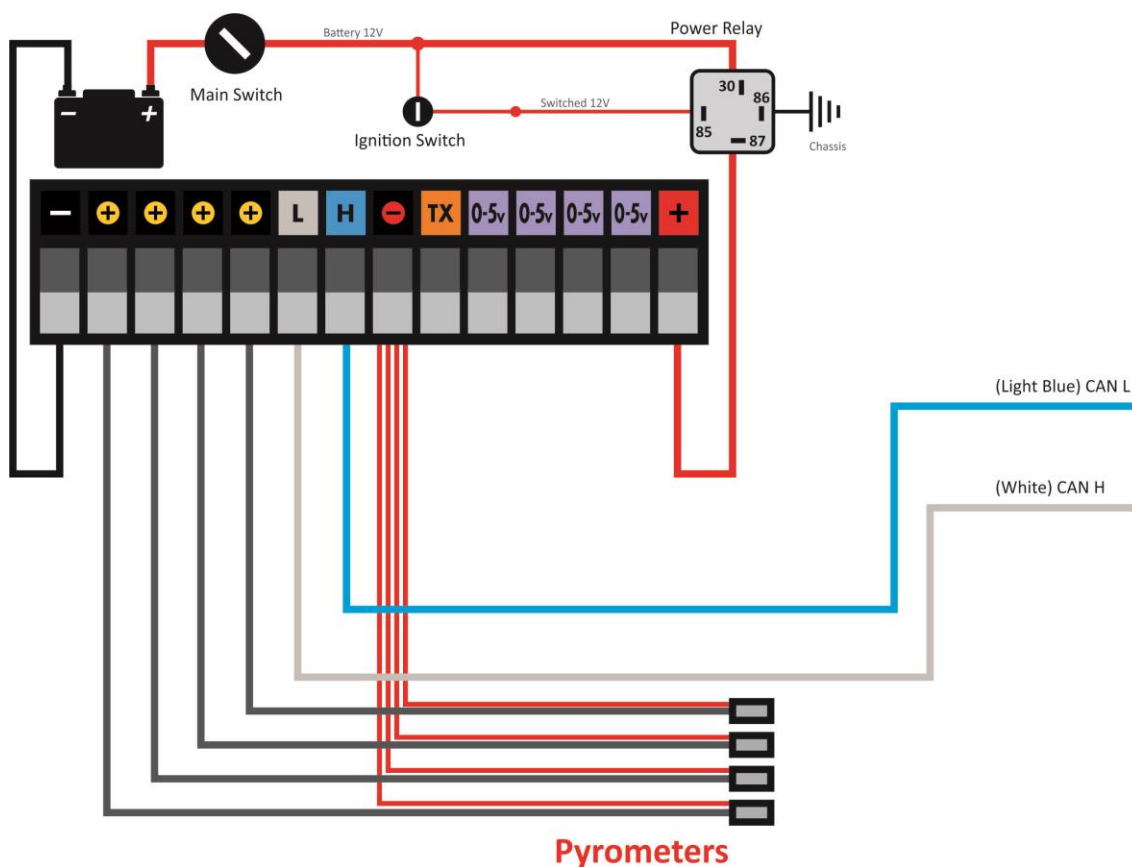 Battery 12V
Power Relay
Main Switch
30
86
Switched 12V
85
87
Ignition Switch
Chassis
− +
− + + + + L H − TX 0-5v 0-5v 0-5v 0-5v +
(Light Blue) CAN L
(White) CAN H
Pyrometers